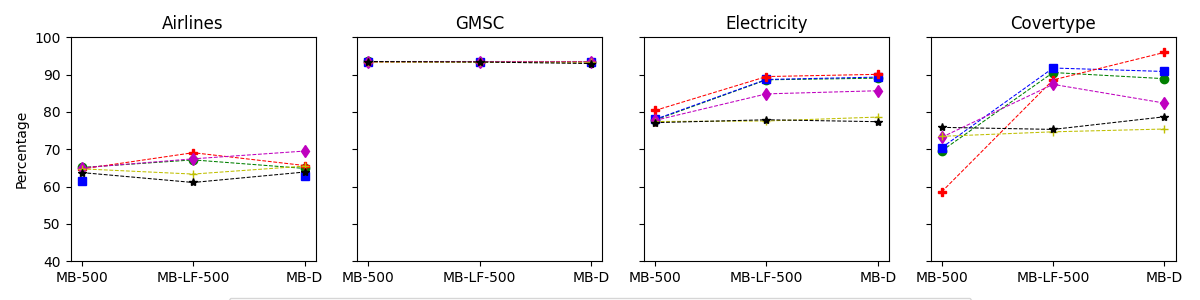 Airlines GMSC Electricity Covertype
Percentage
100
90
80
70
60
50
40
MB-500 MB-LF-500 MB-D MB-500 MB-LF-500 MB-D MB-500 MB-LF-500 MB-D MB-500 MB-LF-500 MB-D